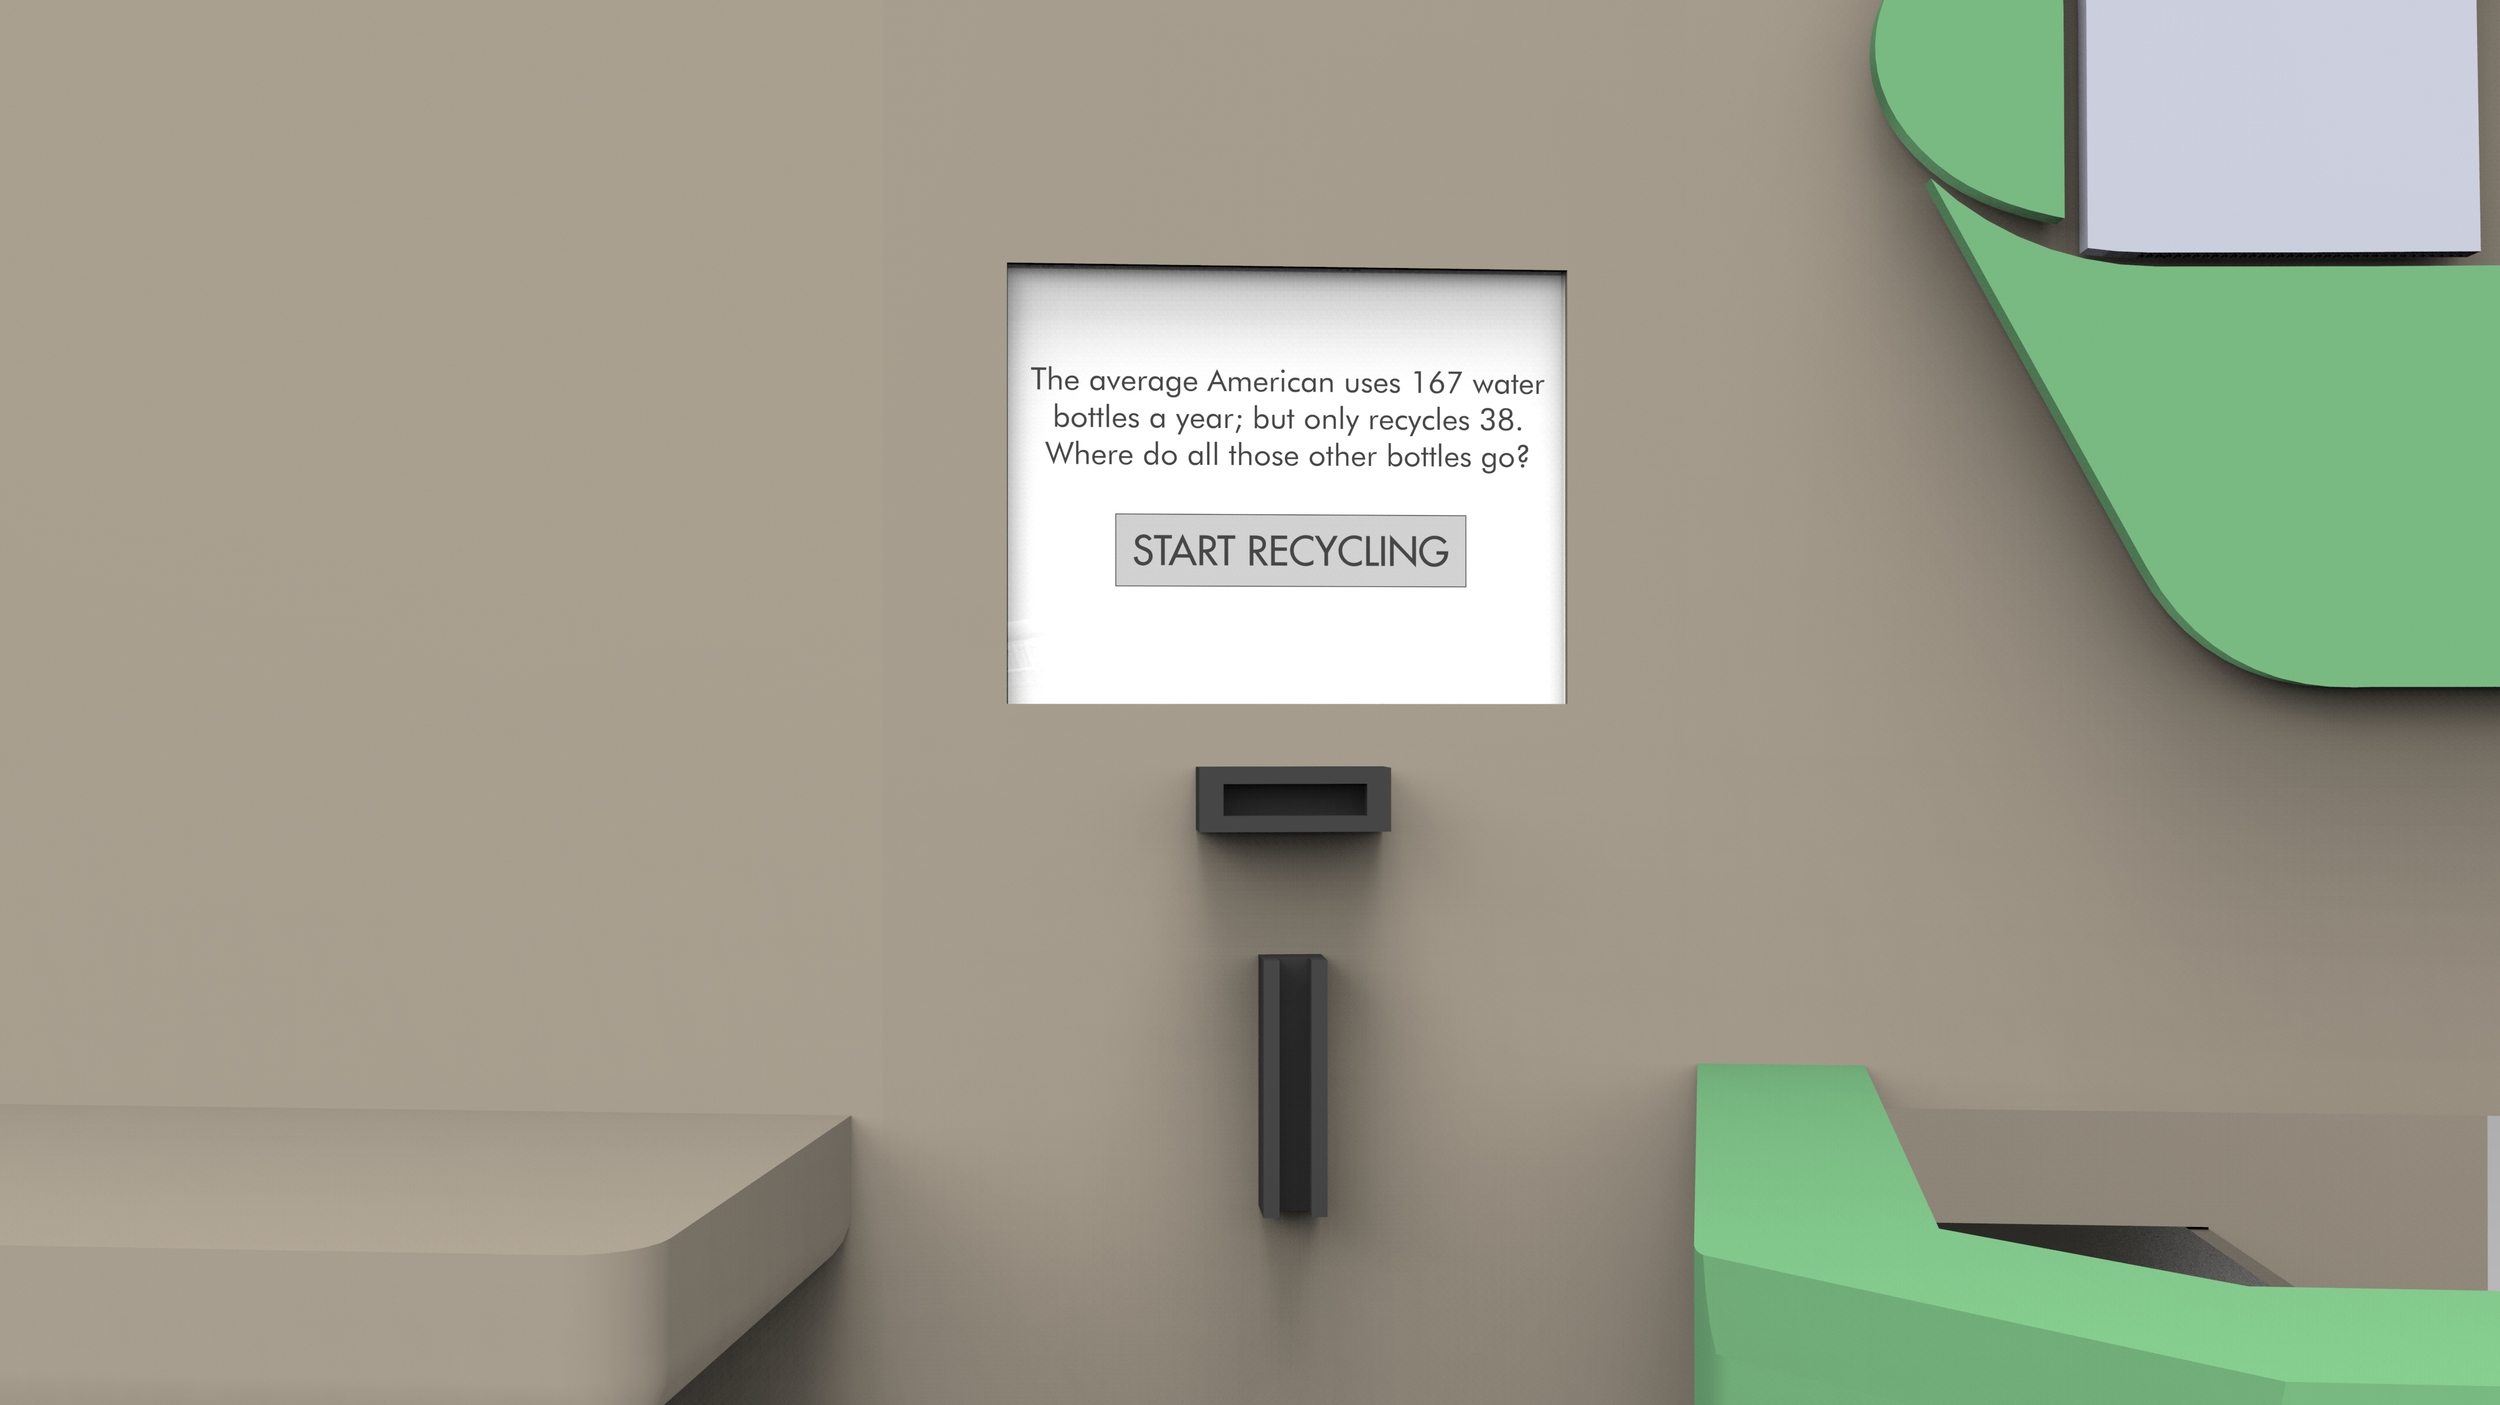 The average American uses 167 water
bottles a year; but only recycles 38.
Where do all those other bottles go?
START RECYCLING